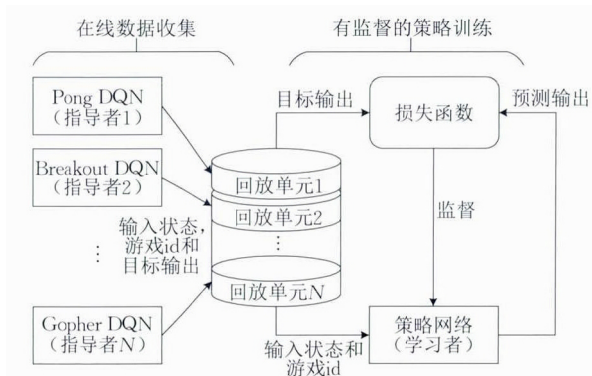 在线数据收集
有监督的策略训练
Pong DQN
(指导者1)
Breakout DQN
(指导者2)
⋮
Gopher DQN
(指导者N)
输入状态,
游戏id和
目标输出
回放单元1
回放单元2
⋮
回放单元N
目标输出
损失函数
预测输出
监督
策略网络
(学习者)
输入状态和
游戏id